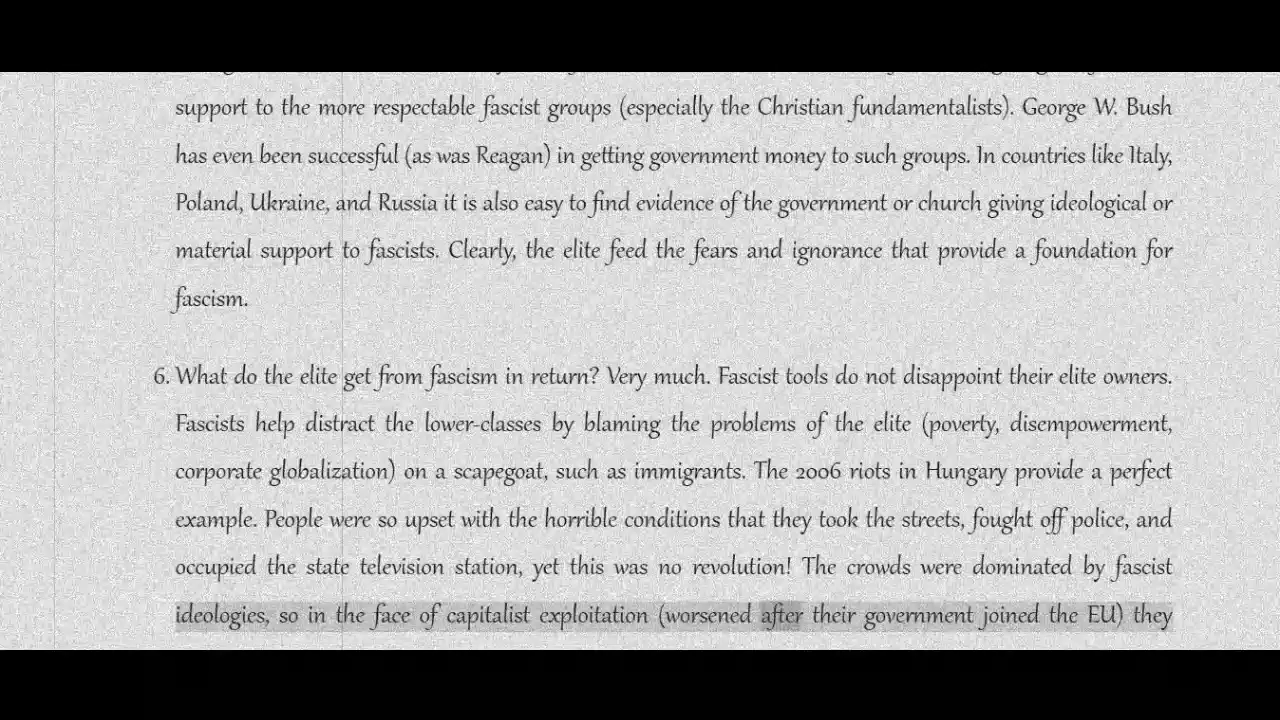 support to the more respectable fascist groups (especially the Christian fundamentalists). George W. Bush
has even been successful (as was Reagan) in getting government money to such groups. In countries like Italy,
Poland, Ukraine, and Russia it is also easy to find evidence of the government or church giving ideological or
material support to fascists. Clearly, the elite feed the fears and ignorance that provide a foundation for
fascism.
6. What do the elite get from fascism in return? Very much. Fascist tools do not disappoint their elite owners.
Fascists help distract the lower-classes by blaming the problems of the elite (poverty, disempowerment,
corporate globalization) on a scapegoat, such as immigrants. The 2006 riots in Hungary provide a perfect
example. People were so upset with the horrible conditions that they took the streets, fought off police, and
occupied the state television station, yet this was no revolution! The crowds were dominated by fascist
ideologies, so in the face of capitalist exploitation (worsened after their government joined the EU) they